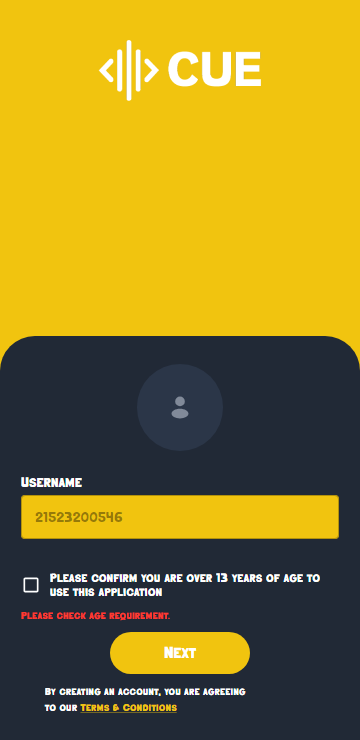 CUE
Username
21523200546
Please confirm you are over 13 years of age to
use this application
Please check age requirement.
Next
By creating an account, you are agreeing
to our Terms & Conditions